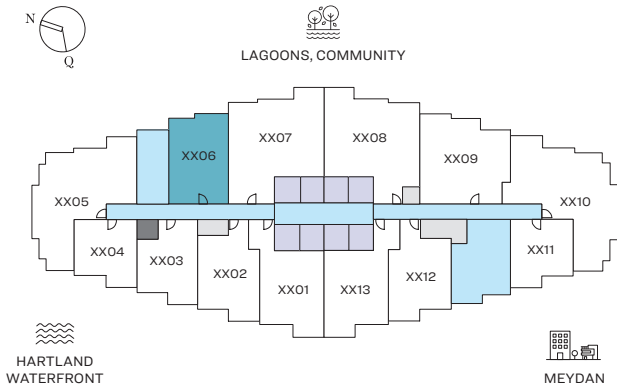 N
Q
LAGOONS, COMMUNITY
XX07
XX08
XX06
XX09
XX05
XX10
XX04
XX03
XX02
XX01
XX13
XX12
XX11
HARTLAND
WATERFRONT
MEYDAN